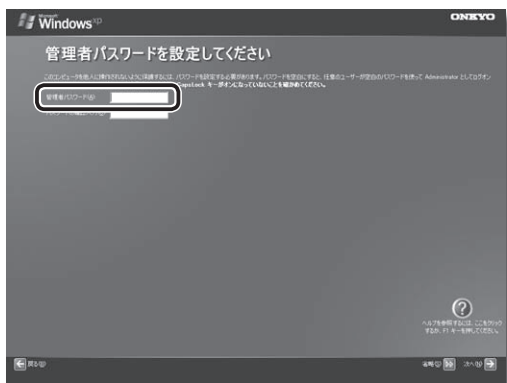 Microsoft
Windows xp
ONKYO
管理者パスワードを設定してください
このコンピュータを他人に操作されないように保護するには、パスワードを設定する必要があります。パスワードを空白にすると、任意のユーザーが空白のパスワードを使って Administrator としてログオン
CapsLock キーがオンになっていないことを確かめてください。
管理者パスワード(A)
ヘルプを参照するには、ここをクリック
するか、F1 キーを押してください。
戻る(B)
省略(S)
次へ(N)